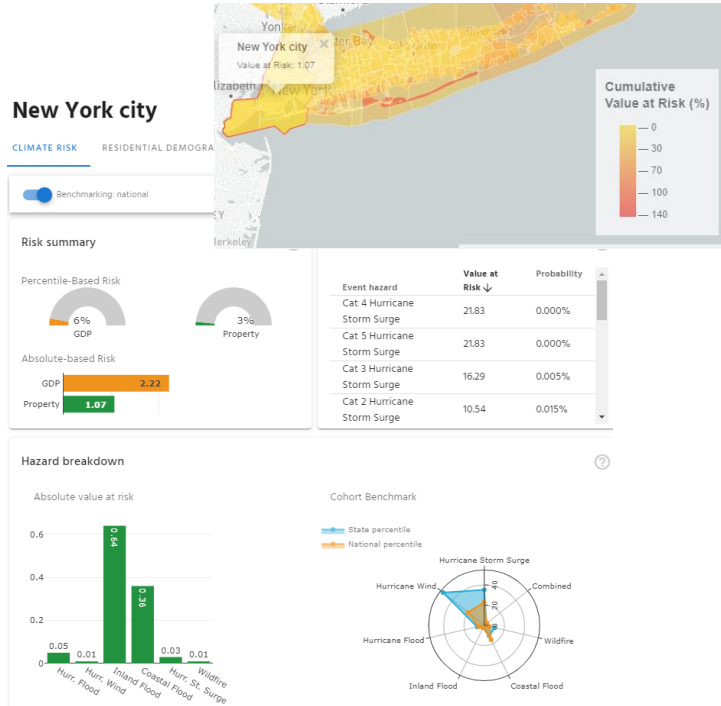 Yonkers
New York city ×
Value at Risk: 1.07
Oyster Bay
Riverhead
Elizabeth
New York
Berkeley
Cumulative
Value at Risk (%)
0
30
70
100
140
New York city
CLIMATE RISK RESIDENTIAL DEMOGRA
Benchmarking: national
Risk summary
Percentile-Based Risk
6%
GDP
3%
Property
Absolute-based Risk
GDP 2.22
Property 1.07
Event hazard Value at Risk ↓ Probability
Cat 4 Hurricane
Storm Surge 21.83 0.000%
Cat 5 Hurricane
Storm Surge 21.83 0.000%
Cat 3 Hurricane
Storm Surge 16.29 0.005%
Cat 2 Hurricane
Storm Surge 10.54 0.015%
Hazard breakdown ?
Absolute value at risk
0.6
0.4
0.2
0
0.05
0.01
0.64
0.36
0.03
0.01
Hurr. Flood
Hurr. Wind
Inland Flood
Coastal Flood
Hurr. St. Surge
Wildfire
Cohort Benchmark
State percentile
National percentile
Hurricane Storm Surge
Hurricane Wind
Combined
40
20
0
Hurricane Flood
Wildfire
Inland Flood
Coastal Flood